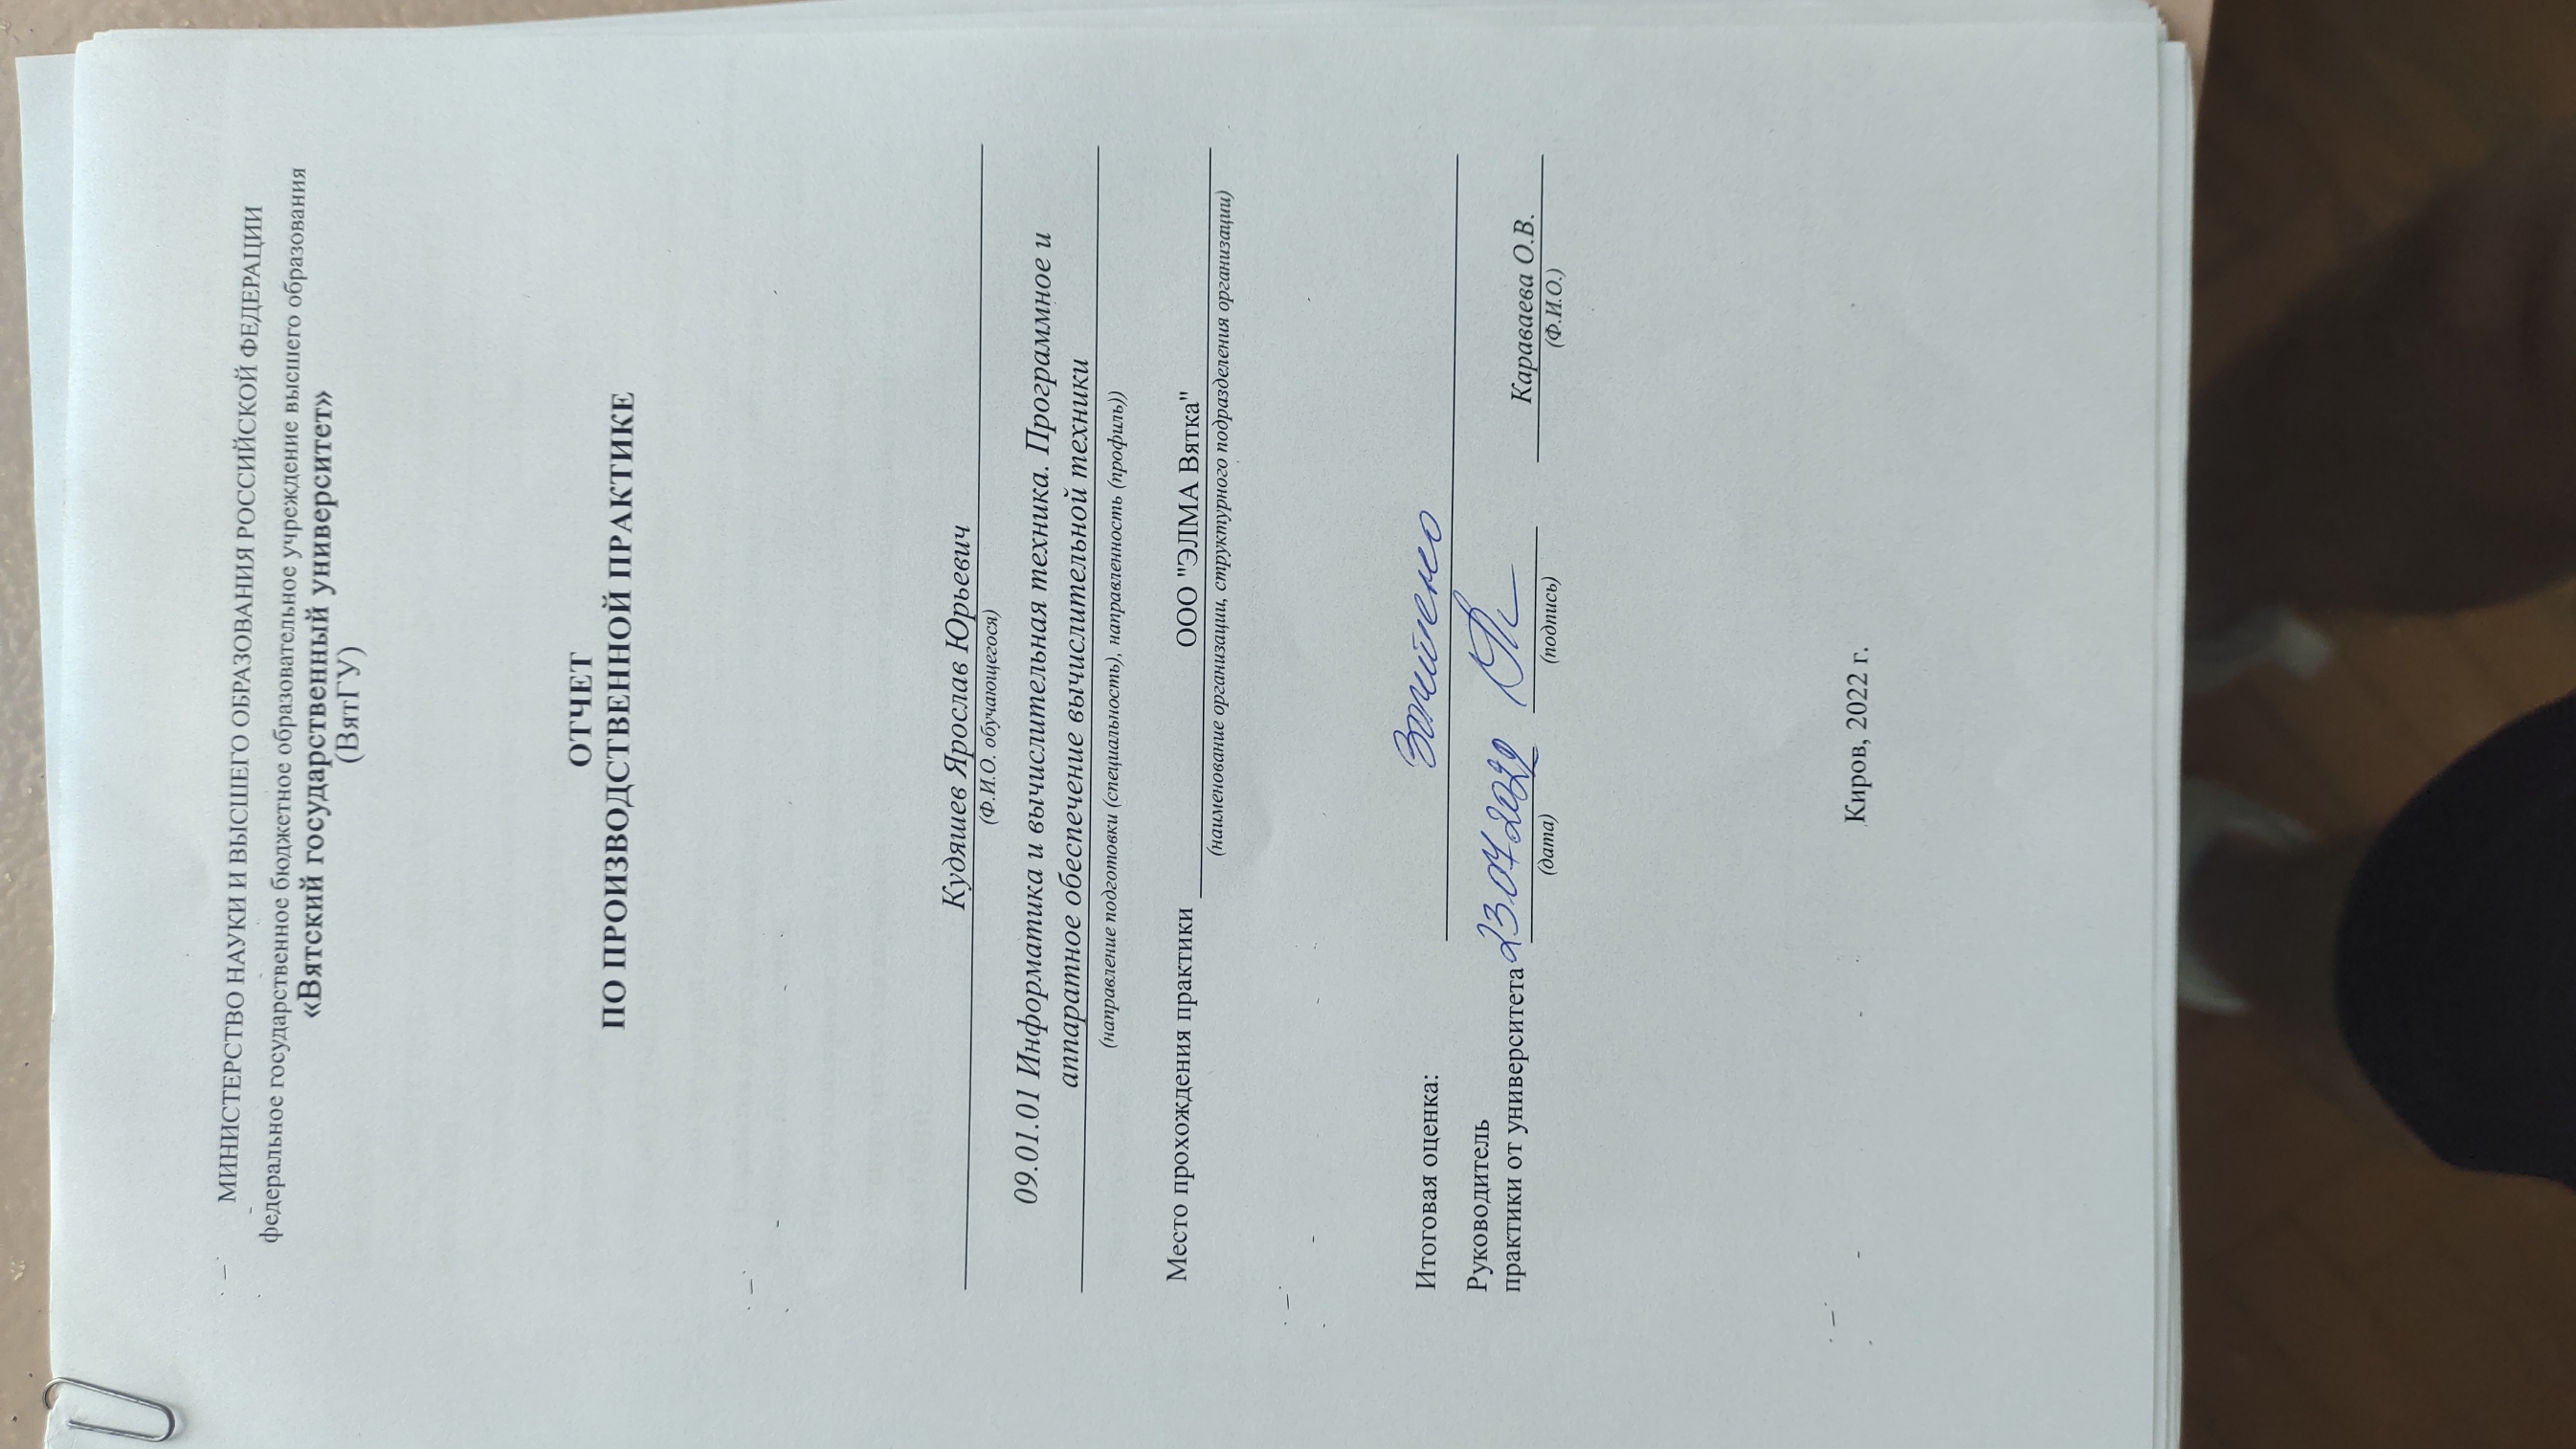 МИНИСТЕРСТВО НАУКИ И ВЫСШЕГО ОБРАЗОВАНИЯ РОССИЙСКОЙ ФЕДЕРАЦИИ
федеральное государственное бюджетное образовательное учреждение высшего образования
«Вятский государственный университет»
(ВятГУ)
ОТЧЕТ
ПО ПРОИЗВОДСТВЕННОЙ ПРАКТИКЕ
Кудяшев Ярослав Юрьевич
(Ф.И.О. обучающегося)
09.01.01 Информатика и вычислительная техника. Программное и
аппаратное обеспечение вычислительной техники
(направление подготовки (специальность), направленность (профиль))
Место прохождения практики ООО "ЭЛМА Вятка"
(наименование организации, структурного подразделения организации)
Итоговая оценка: Зачтено
Руководитель
практики от университета 23.07.2022 Караваева О.В.
(дата) (подпись) (Ф.И.О.)
Киров, 2022 г.